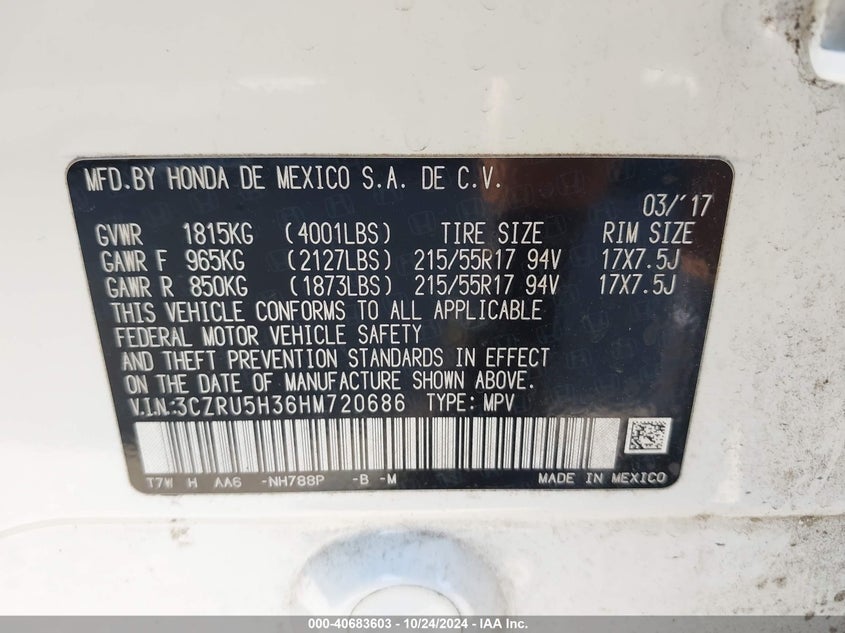 MFD.BY HONDA DE MEXICO S.A. DE C.V.
03/'17
GVWR 1815KG (4001LBS) TIRE SIZE RIM SIZE
GAWR F 965KG (2127LBS) 215/55R17 94V 17X7.5J
GAWR R 850KG (1873LBS) 215/55R17 94V 17X7.5J
THIS VEHICLE CONFORMS TO ALL APPLICABLE
FEDERAL MOTOR VEHICLE SAFETY
AND THEFT PREVENTION STANDARDS IN EFFECT
ON THE DATE OF MANUFACTURE SHOWN ABOVE.
V.I.N:3CZRU5H36HM720686 TYPE: MPV
T7W H AA6 -NH788P -B -M MADE IN MEXICO
000-40683603 - 10/24/2024 - IAA Inc.